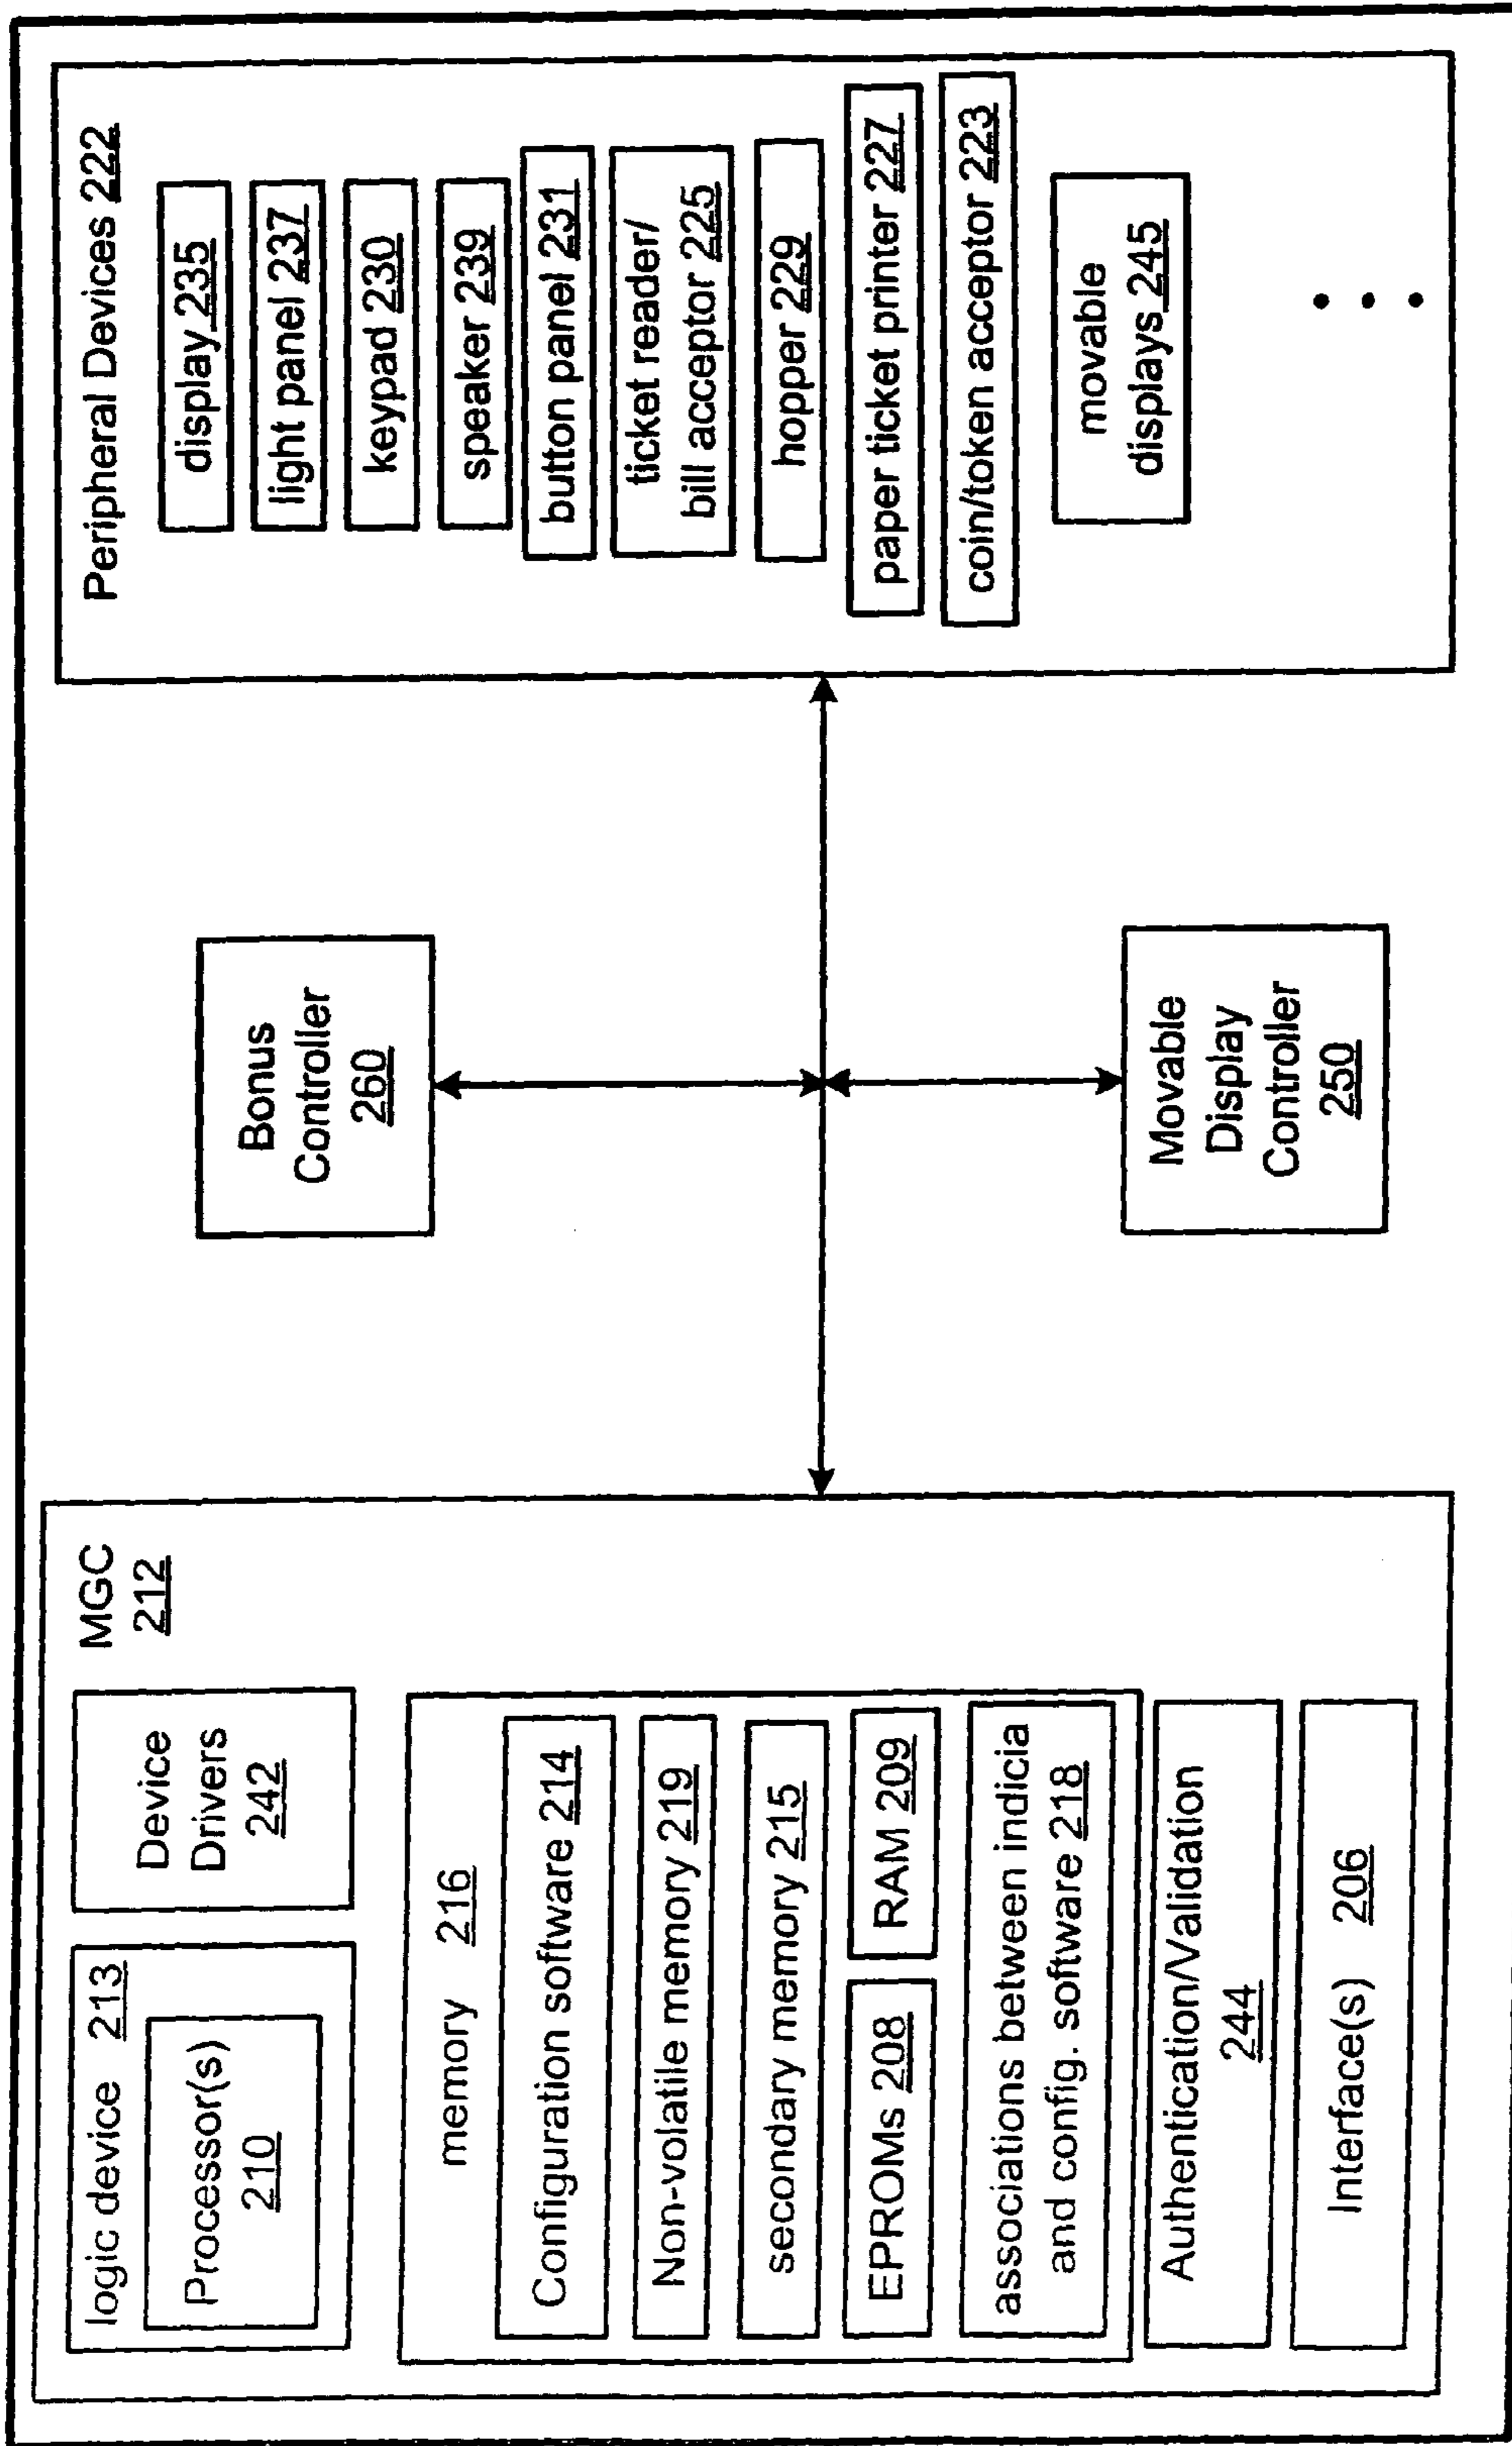 MGC
212
logic device 213
Processor(s)
210
Device
Drivers
242
memory 216
Configuration software 214
Non-volatile memory 219
secondary memory 215
EPROMs 208
RAM 209
associations between indicia
and config. software 218
Authentication/Validation
244
Interface(s) 206
Bonus
Controller
260
Movable
Display
Controller
250
Peripheral Devices 222
display 235
light panel 237
keypad 230
speaker 239
button panel 231
ticket reader/
bill acceptor 225
hopper 229
paper ticket printer 227
coin/token acceptor 223
movable
displays 245